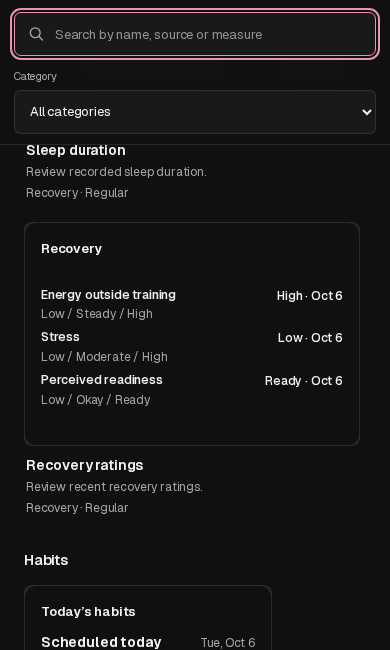 Search by name, source or measure
Category
All categories
Sleep duration
Review recorded sleep duration.
Recovery · Regular
Recovery
Energy outside training High · Oct 6
Low / Steady / High
Stress Low · Oct 6
Low / Moderate / High
Perceived readiness Ready · Oct 6
Low / Okay / Ready
Recovery ratings
Review recent recovery ratings.
Recovery · Regular
Habits
Today’s habits
Scheduled today Tue, Oct 6